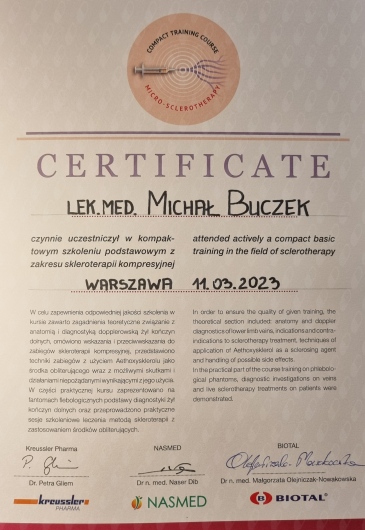 COMPACT TRAINING COURSE
MICRO-SCLEROTHERAPY
CERTIFICATE
LEK.MED. MICHAŁ BUCZEK
czynnie uczestniczył w kompak-
towym szkoleniu podstawowym z
zakresu skleroterapii kompresyjnej
attended actively a compact basic
training in the field of sclerotherapy
WARSZAWA 11.03.2023
W celu zapewnienia odpowiedniej jakości szkolenia w
kursie zawarto zagadnienia teoretyczne związane z
anatomią i diagnostyką dopplerowską żył kończyn
dolnych, omówiono wskazania i przeciwwskazania do
zabiegów skleroterapii kompresyjnej, przedstawiono
techniki zabiegów z użyciem Aethoxysklerolu jako
środka obliterującego wraz z możliwymi skutkami i
działaniami niepożądanymi wynikającymi z jego użycia.
W części praktycznej kursu zaprezentowano na
fantomach flebologicznych podstawy diagnostyki żył
kończyn dolnych oraz przeprowadzono praktyczne
sesje szkoleniowe leczenia metodą skleroterapii z
zastosowaniem środków obliterujących.
In order to ensure the quality of given training, the
theoretical section included: anatomy and doppler
diagnostics of lower limb veins, indications and contra-
indications to sclerotherapy treatment, techniques of
application of Aethoxysklerol as a sclerosing agent
and handling of possible side effects.
In the practical part of the course training on phlebolo-
gical phantoms, diagnostic investigations on veins
and live sclerotherapy treatments on patients were
demonstrated.
Kreussler Pharma
Dr. Petra Gliem
kreussler
PHARMA
NASMED
Dr n. med. Naser Dib
NASMED
BIOTAL
Dr n. med. Małgorzata Olejniczak-Nowakowska
BIOTAL®